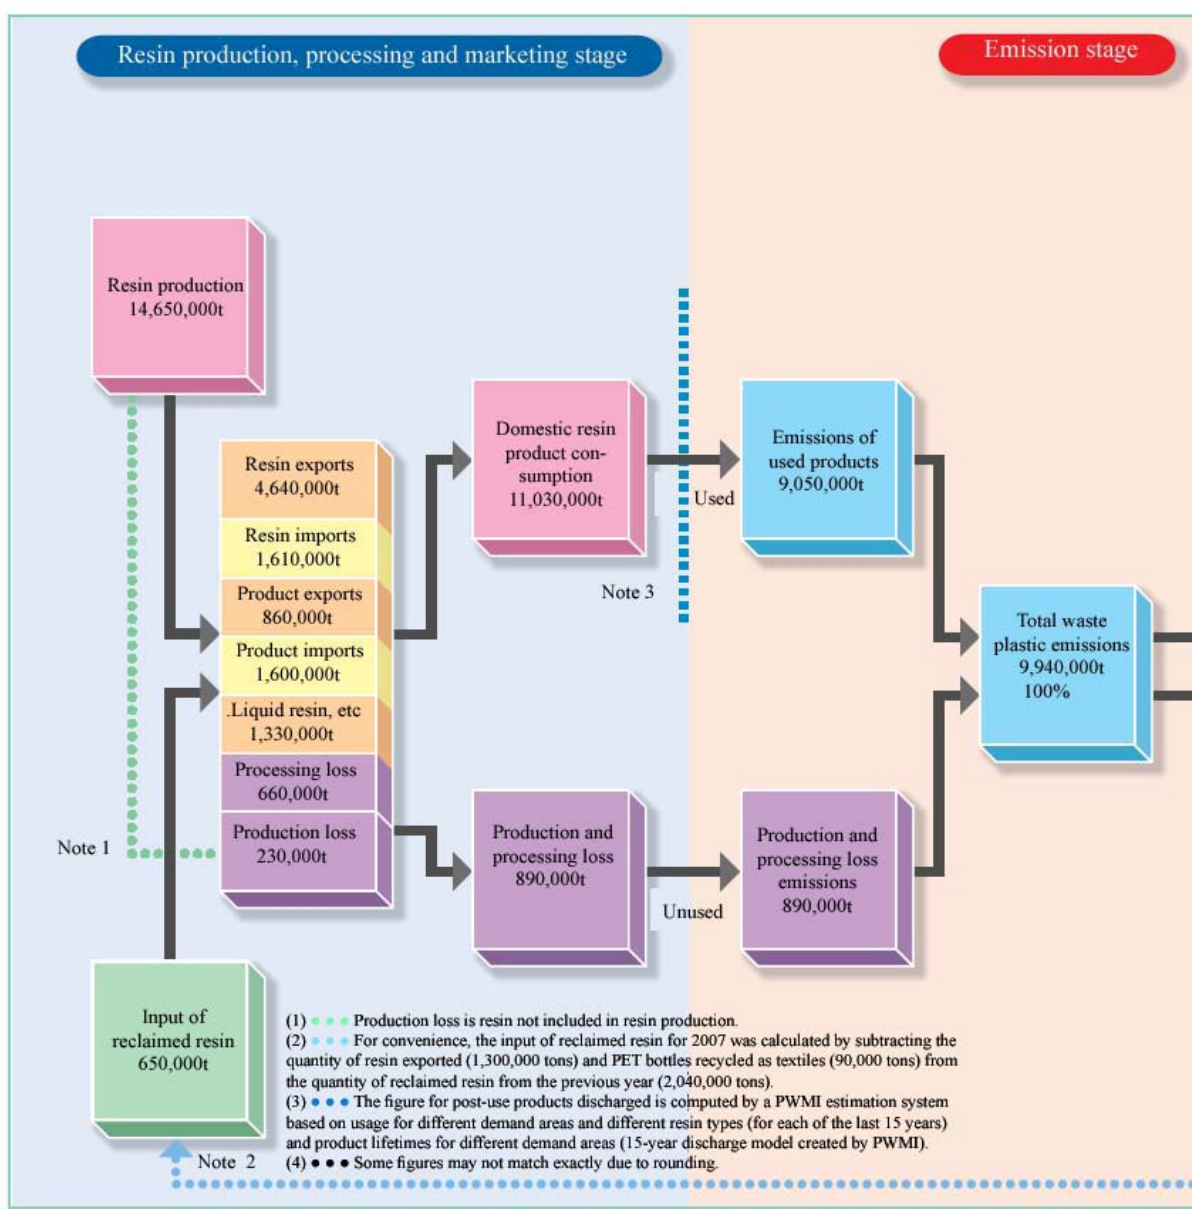 Resin production, processing and marketing stage
Emission stage
Resin production
14,650,000t
Resin exports
4,640,000t
Resin imports
1,610,000t
Product exports
860,000t
Product imports
1,600,000t
.Liquid resin, etc
1,330,000t
Processing loss
660,000t
Production loss
230,000t
Note 1
Input of
reclaimed resin
650,000t
Note 2
Domestic resin
product con-
sumption
11,030,000t
Used
Note 3
Emissions of
used products
9,050,000t
Production and
processing loss
890,000t
Unused
Production and
processing loss
emissions
890,000t
Total waste
plastic emissions
9,940,000t
100%
(1) • • • Production loss is resin not included in resin production.
(2) • • • For convenience, the input of reclaimed resin for 2007 was calculated by subtracting the
quantity of resin exported (1,300,000 tons) and PET bottles recycled as textiles (90,000 tons) from
the quantity of reclaimed resin from the previous year (2,040,000 tons).
(3) • • • The figure for post-use products discharged is computed by a PWMI estimation system
based on usage for different demand areas and different resin types (for each of the last 15 years)
and product lifetimes for different demand areas (15-year discharge model created by PWMI).
(4) • • • Some figures may not match exactly due to rounding.